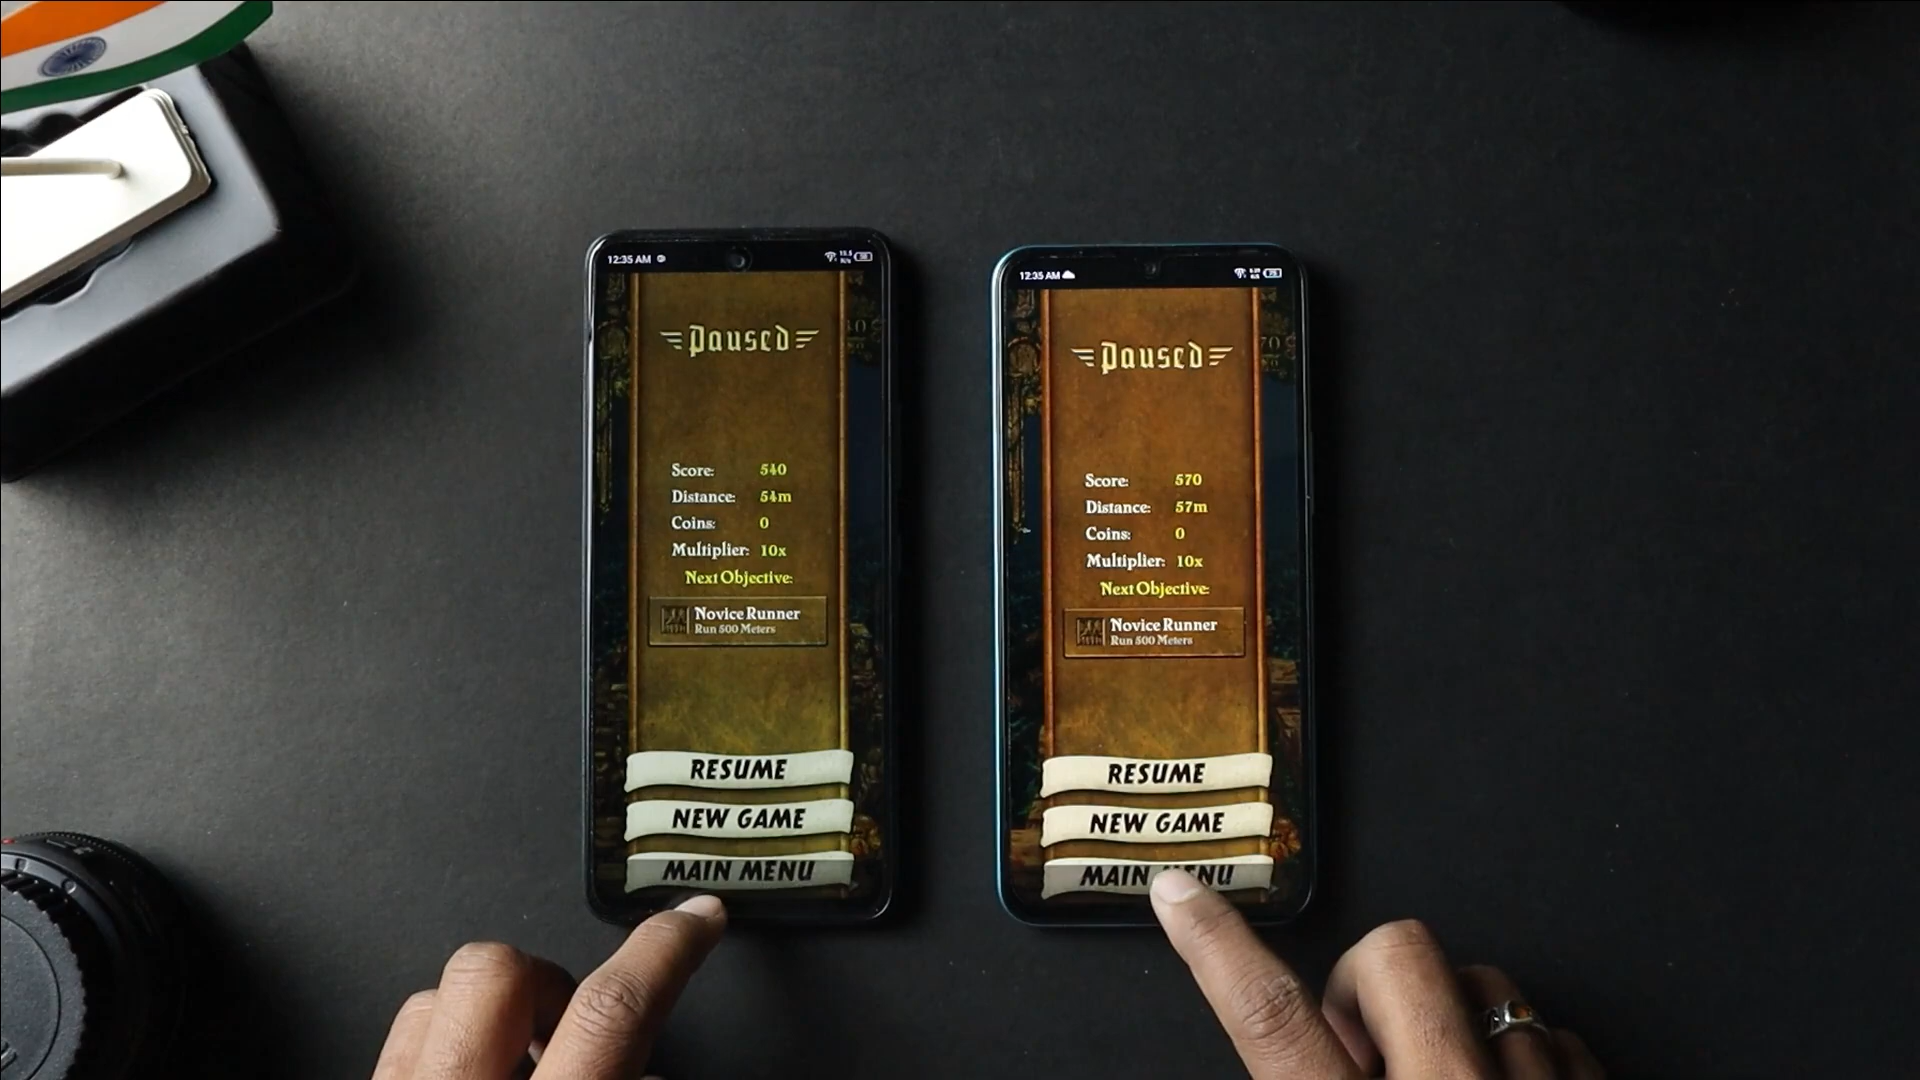 12:35 AM
Paused
Score: 540
Distance: 54m
Coins: 0
Multiplier: 10x
Next Objective:
Novice Runner
Run 500 Meters
RESUME
NEW GAME
MAIN MENU
12:35 AM
Paused
Score: 570
Distance: 57m
Coins: 0
Multiplier: 10x
Next Objective:
Novice Runner
Run 500 Meters
RESUME
NEW GAME
MAIN